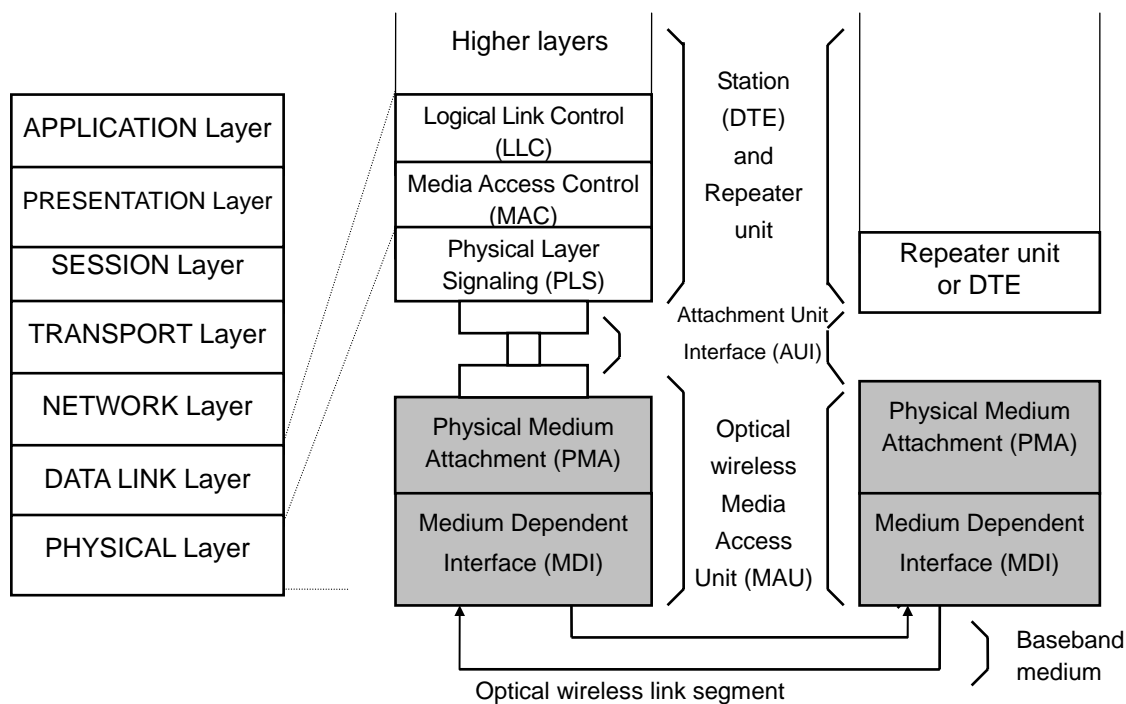 APPLICATION Layer
PRESENTATION Layer
SESSION Layer
TRANSPORT Layer
NETWORK Layer
DATA LINK Layer
PHYSICAL Layer
Higher layers
Logical Link Control
(LLC)
Media Access Control
(MAC)
Physical Layer
Signaling (PLS)
Physical Medium
Attachment (PMA)
Medium Dependent
Interface (MDI)
Station
(DTE)
and
Repeater
unit
Attachment Unit
Interface (AUI)
Optical
wireless
Media
Access
Unit (MAU)
Repeater unit
or DTE
Physical Medium
Attachment (PMA)
Medium Dependent
Interface (MDI)
Baseband
medium
Optical wireless link segment